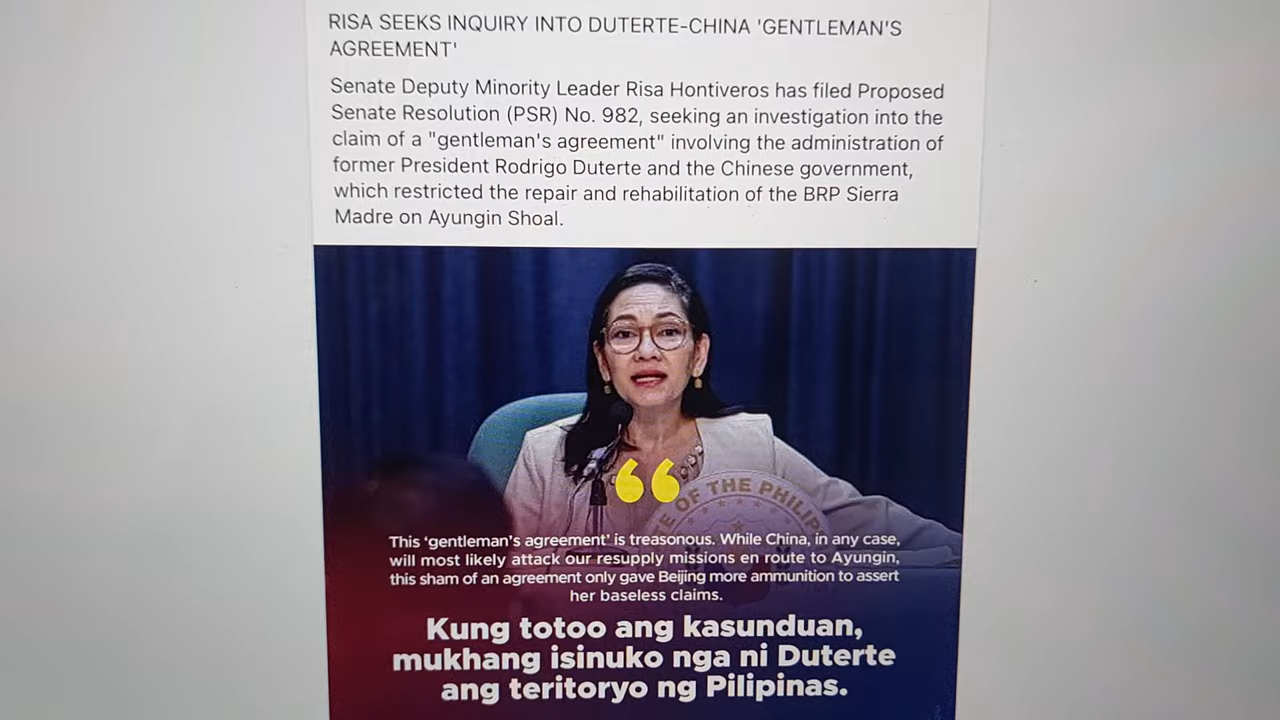 RISA SEEKS INQUIRY INTO DUTERTE-CHINA 'GENTLEMAN'S
AGREEMENT'
Senate Deputy Minority Leader Risa Hontiveros has filed Proposed
Senate Resolution (PSR) No. 982, seeking an investigation into the
claim of a "gentleman's agreement" involving the administration of
former President Rodrigo Duterte and the Chinese government,
which restricted the repair and rehabilitation of the BRP Sierra
Madre on Ayungin Shoal.
E OF THE PHILIP
“
This ‘gentleman’s agreement’ is treasonous. While China, in any case,
will most likely attack our resupply missions en route to Ayungin,
this sham of an agreement only gave Beijing more ammunition to assert
her baseless claims.
Kung totoo ang kasunduan,
mukhang isinuko nga ni Duterte
ang teritoryo ng Pilipinas.